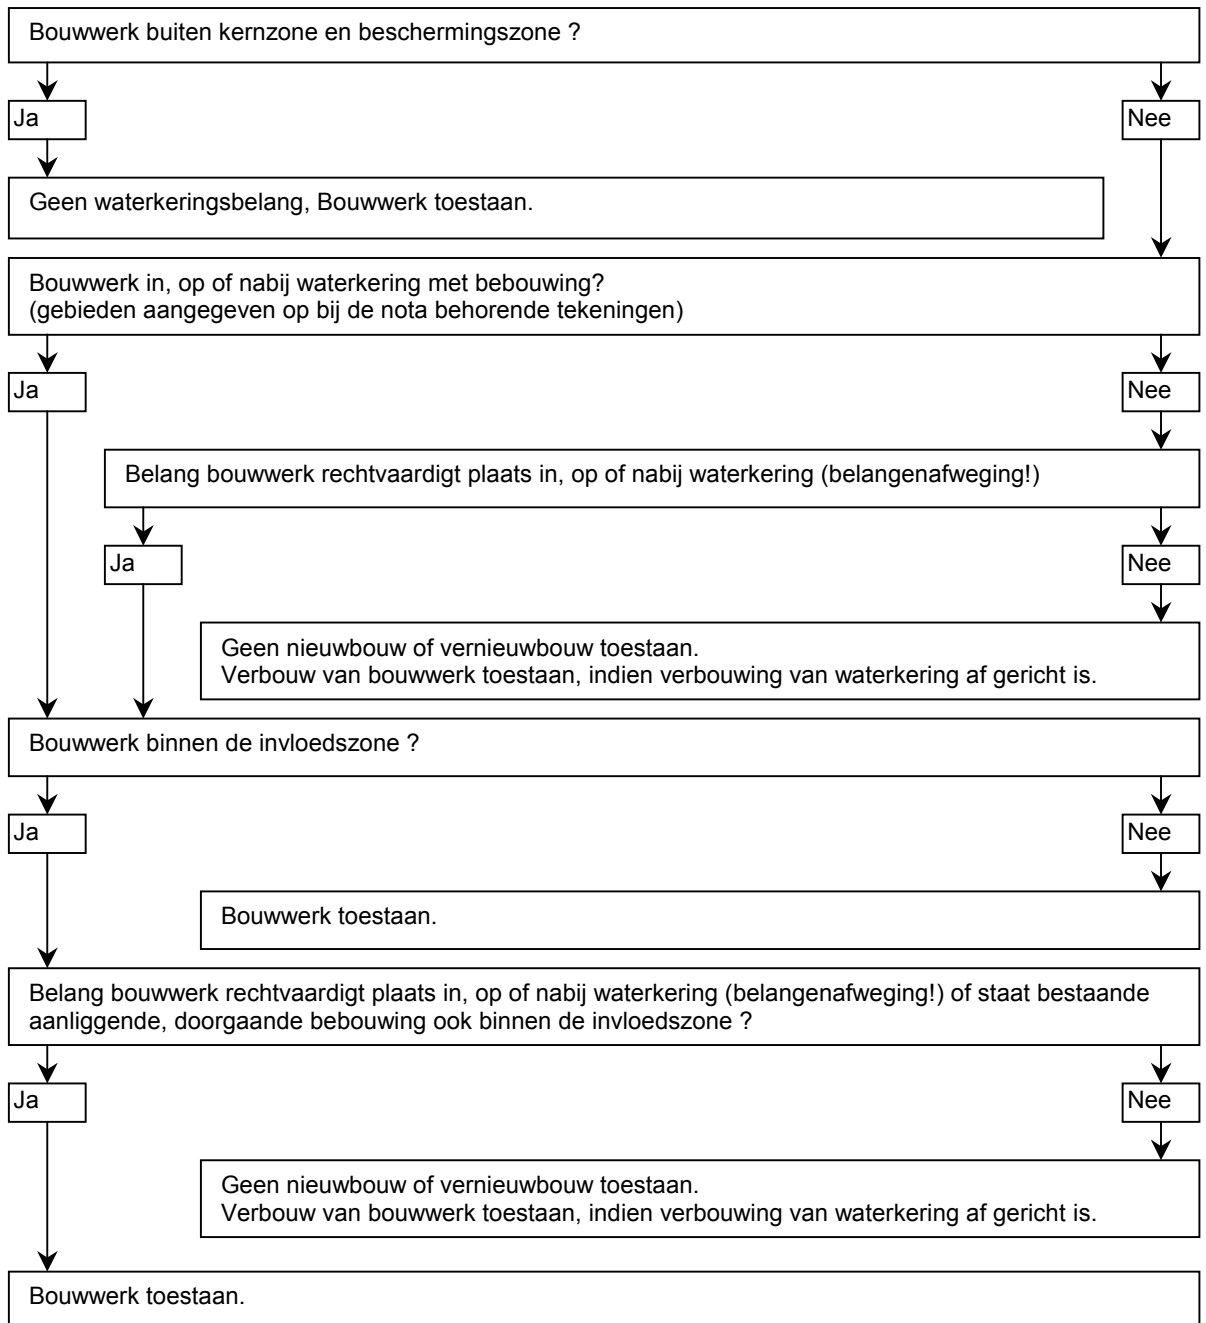 Bouwwerk buiten kernzone en beschermingszone ?
Ja
Nee
Geen waterkeringsbelang, Bouwwerk toestaan.
Bouwwerk in, op of nabij waterkering met bebouwing?
(gebieden aangegeven op bij de nota behorende tekeningen)
Ja
Nee
Belang bouwwerk rechtvaardigt plaats in, op of nabij waterkering (belangenafweging!)
Ja
Nee
Geen nieuwbouw of vernieuwbouw toestaan.
Verbouw van bouwwerk toestaan, indien verbouwing van waterkering af gericht is.
Bouwwerk binnen de invloedszone ?
Ja
Nee
Bouwwerk toestaan.
Belang bouwwerk rechtvaardigt plaats in, op of nabij waterkering (belangenafweging!) of staat bestaande
aanliggende, doorgaande bebouwing ook binnen de invloedszone ?
Ja
Nee
Geen nieuwbouw of vernieuwbouw toestaan.
Verbouw van bouwwerk toestaan, indien verbouwing van waterkering af gericht is.
Bouwwerk toestaan.